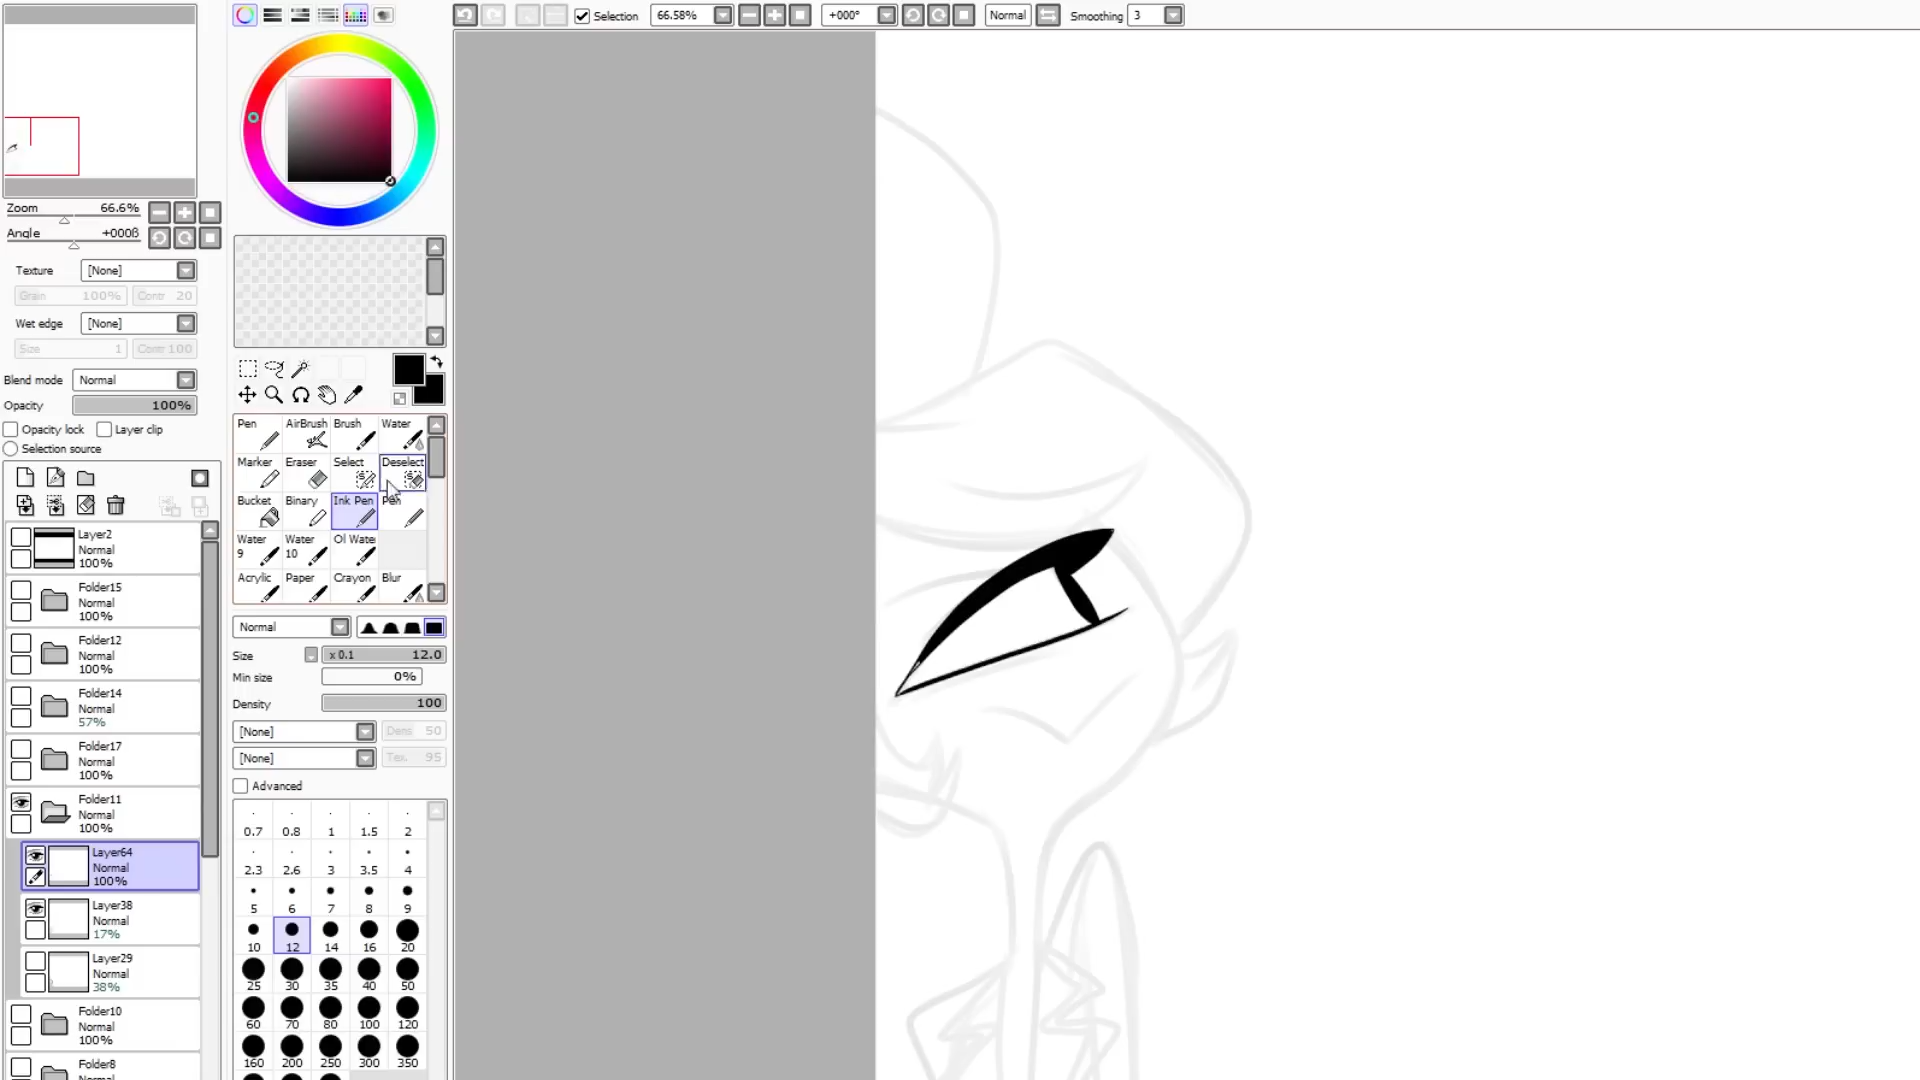 Selection 66.58% +000° Normal Smoothing 3
Zoom 66.6%
Angle +000ß
Texture [None]
Grain 100% Contr 20
Wet edge [None]
Size 1 Contr 100
Blend mode Normal
Opacity 100%
Opacity lock Layer clip
Selection source
Layer2
Normal
100%
Folder15
Normal
100%
Folder12
Normal
100%
Folder14
Normal
57%
Folder17
Normal
100%
Folder11
Normal
100%
Layer64
Normal
100%
Layer38
Normal
17%
Layer29
Normal
38%
Folder10
Normal
100%
Folder8
Pen AirBrush Brush Water
Marker Eraser Select Deselect
Bucket Binary Ink Pen Pen
Water 9 Water 10 Ol Wate
Acrylic Paper Crayon Blur
Normal
Size x 0.1 12.0
Min size 0%
Density 100
[None] Dens 50
[None] Tex. 95
Advanced
0.7 0.8 1 1.5 2
2.3 2.6 3 3.5 4
5 6 7 8 9
10 12 14 16 20
25 30 35 40 50
60 70 80 100 120
160 200 250 300 350